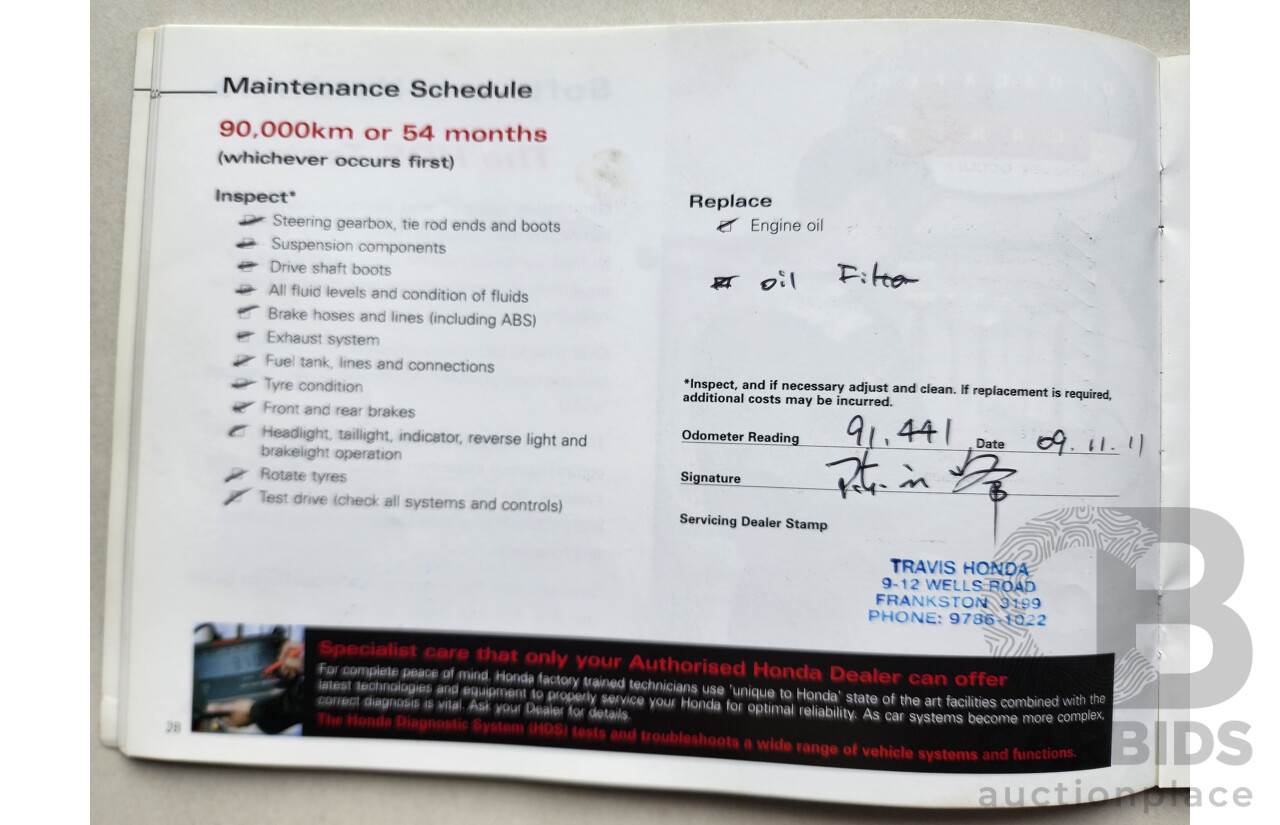 Maintenance Schedule
90,000km or 54 months
(whichever occurs first)
Inspect*
Steering gearbox, tie rod ends and boots
Suspension components
Drive shaft boots
All fluid levels and condition of fluids
Brake hoses and lines (including ABS)
Exhaust system
Fuel tank, lines and connections
Tyre condition
Front and rear brakes
Headlight, taillight, indicator, reverse light and
brakelight operation
Rotate tyres
Test drive (check all systems and controls)
Replace
Engine oil
oil Filter
*Inspect, and if necessary adjust and clean. If replacement is required,
additional costs may be incurred.
Odometer Reading 91,441 Date 09.11.11
Signature
Servicing Dealer Stamp
TRAVIS HONDA
9-12 WELLS ROAD
FRANKSTON 3199
PHONE: 9786-1022
Specialist care that only your Authorised Honda Dealer can offer
For complete peace of mind, Honda factory trained technicians use 'unique to Honda' state of the art facilities combined with the
latest technologies and equipment to properly service your Honda for optimal reliability. As car systems become more complex,
correct diagnosis is vital. Ask your Dealer for details.
The Honda Diagnostic System (HDS) tests and troubleshoots a wide range of vehicle systems and functions.
28
BIDS
auctionplace